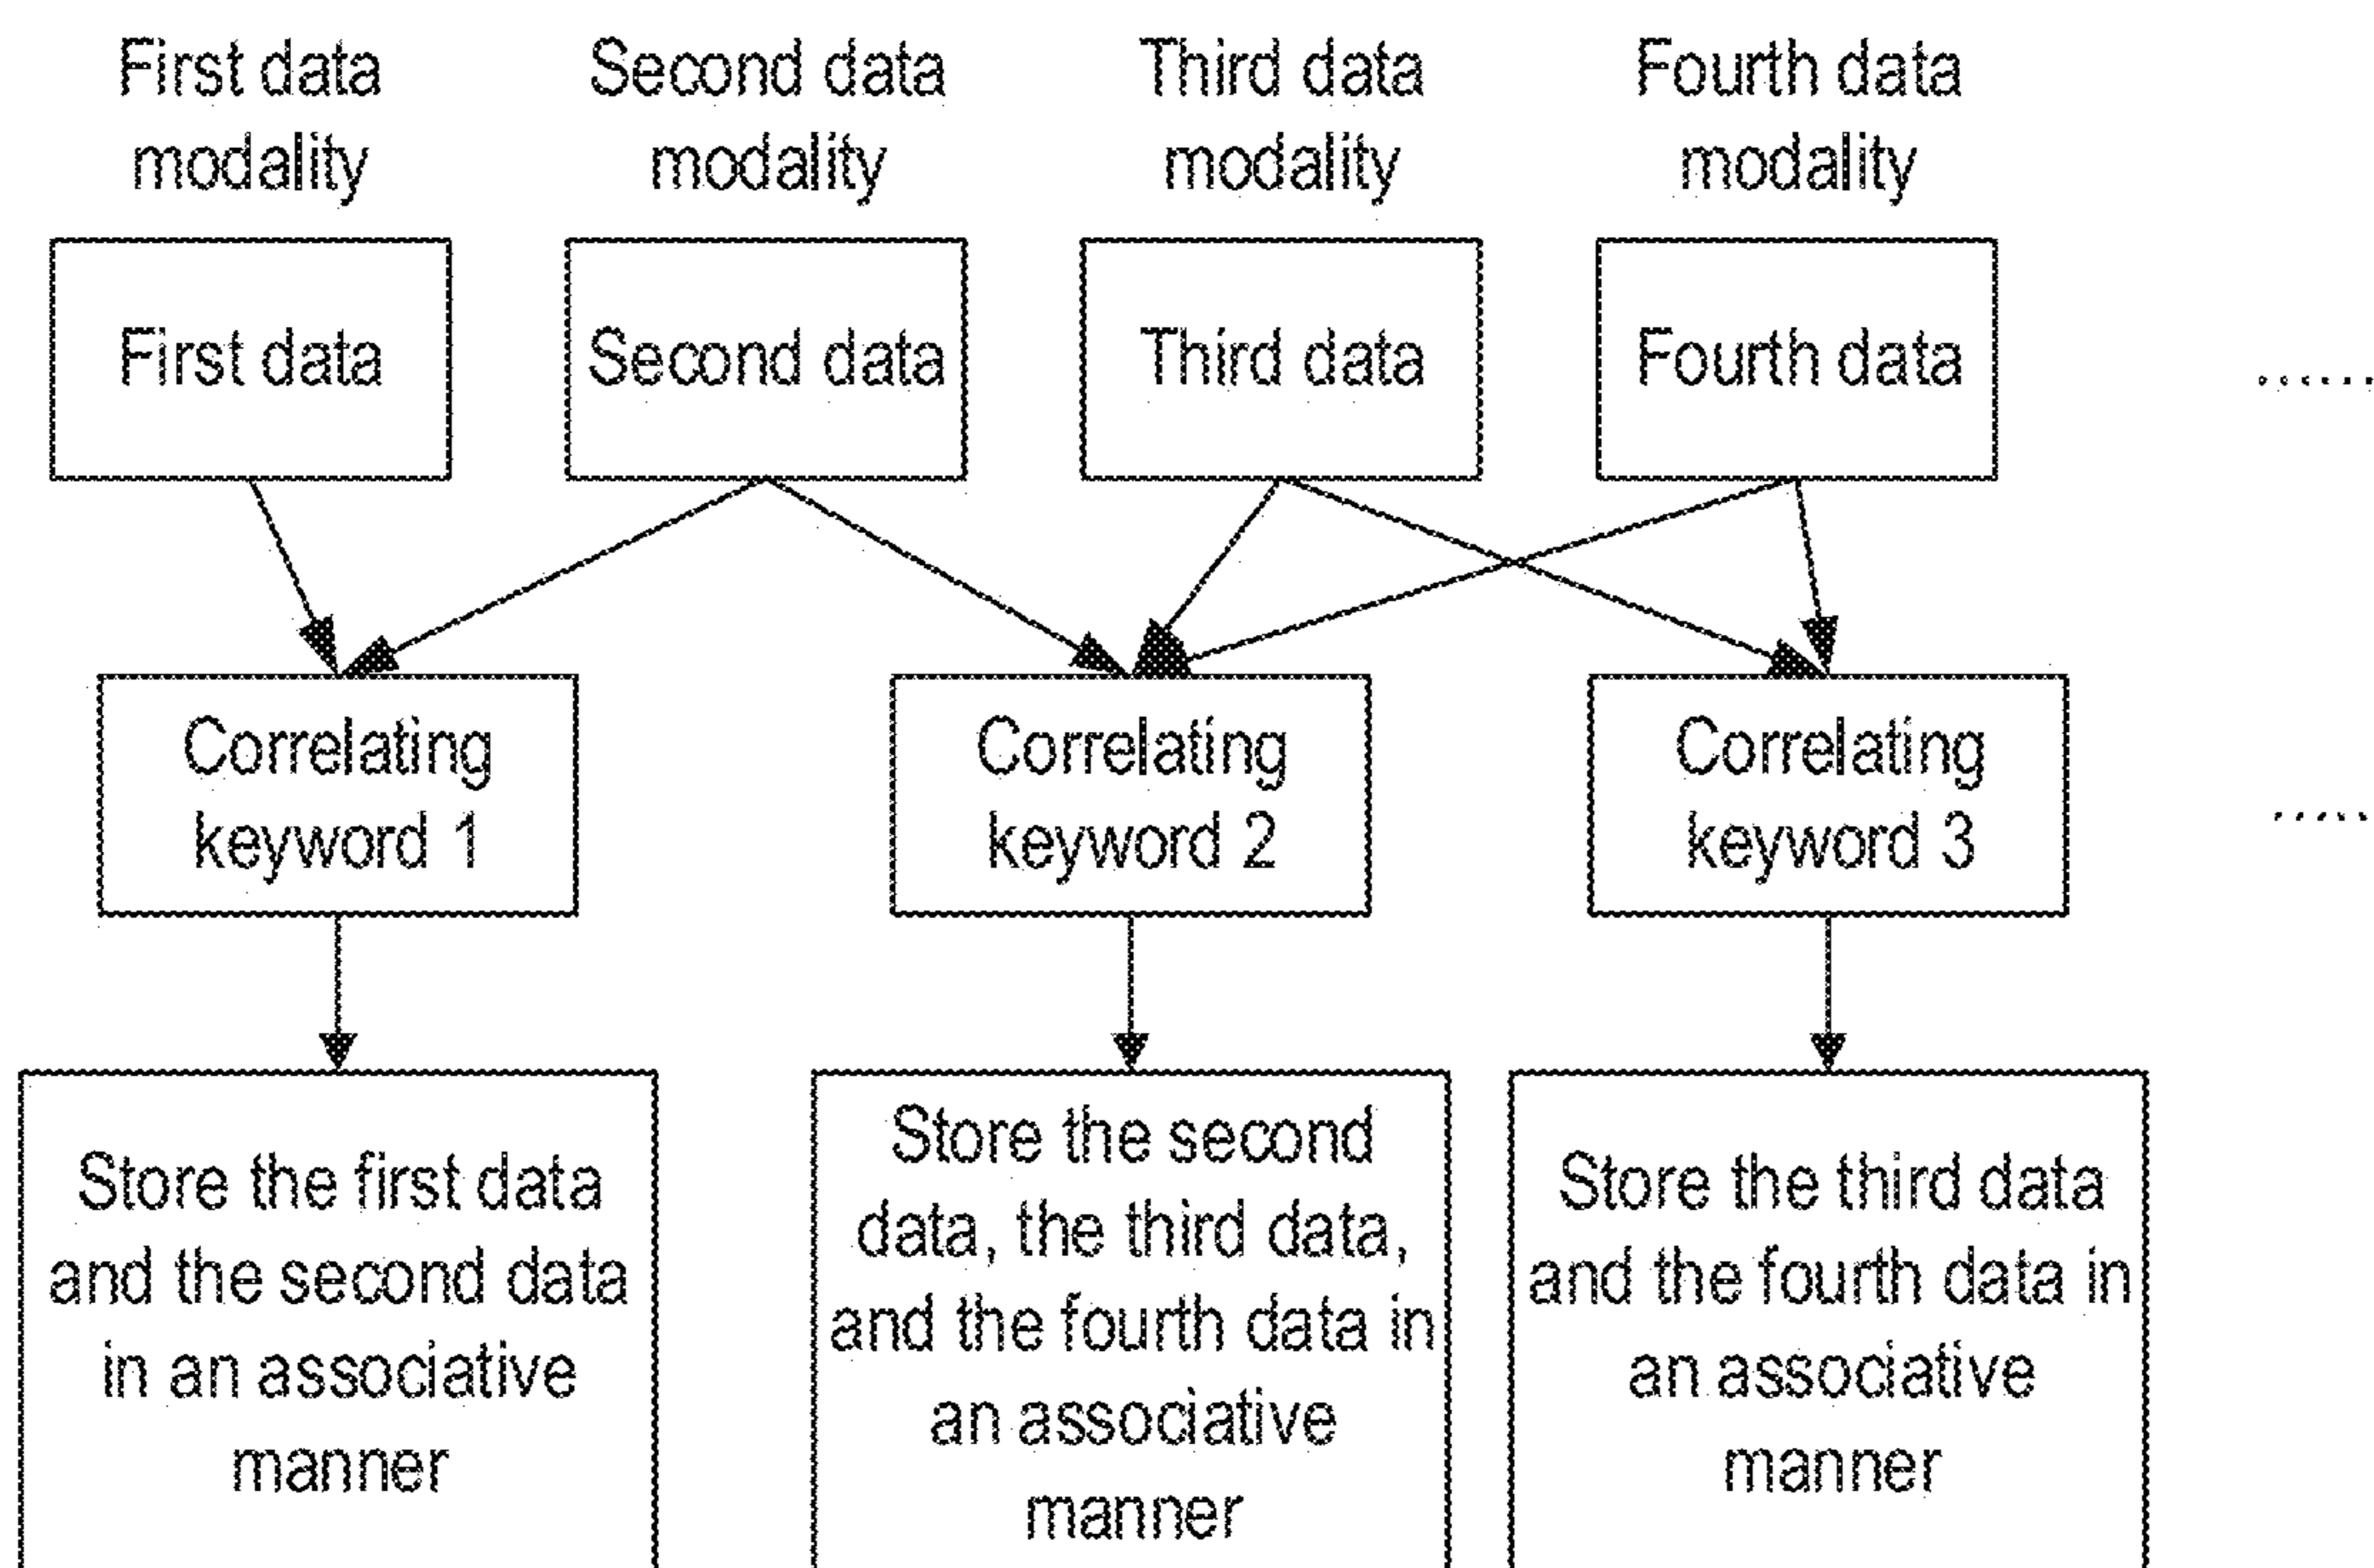 First data
modality
Second data
modality
Third data
modality
Fourth data
modality
First data
Second data
Third data
Fourth data
......
Correlating
keyword 1
Correlating
keyword 2
Correlating
keyword 3
.....
Store the first data
and the second data
in an associative
manner
Store the second
data, the third data,
and the fourth data in
an associative
manner
Store the third data
and the fourth data in
an associative
manner